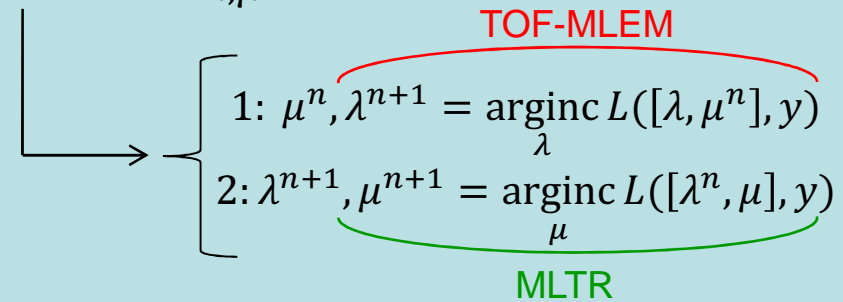 TOF-MLEM
1: μⁿ, λⁿ⁺¹ = arginc L([λ, μⁿ], y)
λ
2: λⁿ⁺¹, μⁿ⁺¹ = arginc L([λⁿ, μ], y)
μ
MLTR